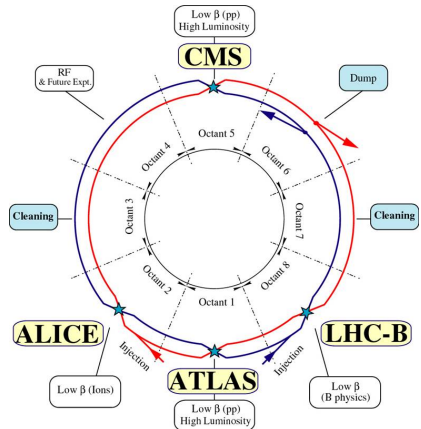 Low β (pp)
High Luminosity
CMS
RF
& Future Expt.
Dump
Octant 5
Octant 4
Octant 6
Cleaning
Octant 3
Octant 7
Cleaning
Octant 2
Octant 8
Octant 1
ALICE
LHC-B
Injection
ATLAS
Injection
Low β (Ions)
Low β (pp)
High Luminosity
Low β
(B physics)